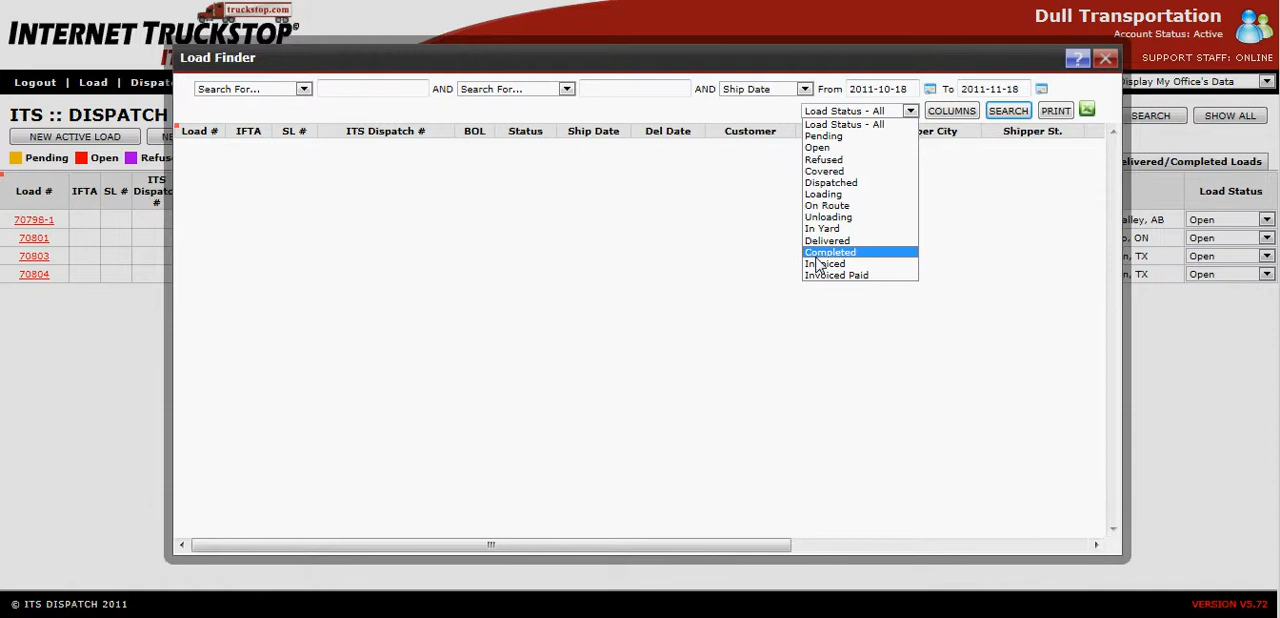 truckstop.com
INTERNET TRUCKSTOP®
Dull Transportation
Account Status: Active
SUPPORT STAFF: ONLINE
Load Finder
?
Logout | Load | Dispat
Display My Office's Data
Search For... AND Search For... AND Ship Date From 2011-10-18 To 2011-11-18
ITS :: DISPATCH
Load Status - All COLUMNS SEARCH PRINT
SEARCH SHOW ALL
NEW ACTIVE LOAD NE
Load # IFTA SL # ITS Dispatch # BOL Status Ship Date Del Date Customer per City Shipper St.
Load Status - All
Pending
Open
Refused
Covered
Dispatched
Loading
On Route
Unloading
In Yard
Delivered
Completed
Invoiced
Invoiced Paid
Pending Open Refus
elivered/Completed Loads
Load # IFTA SL # ITS Dispatc # Load Status
70798-1 alley, AB Open
70801 o, ON Open
70803 n, TX Open
70804 n, TX Open
© ITS DISPATCH 2011
VERSION V5.72